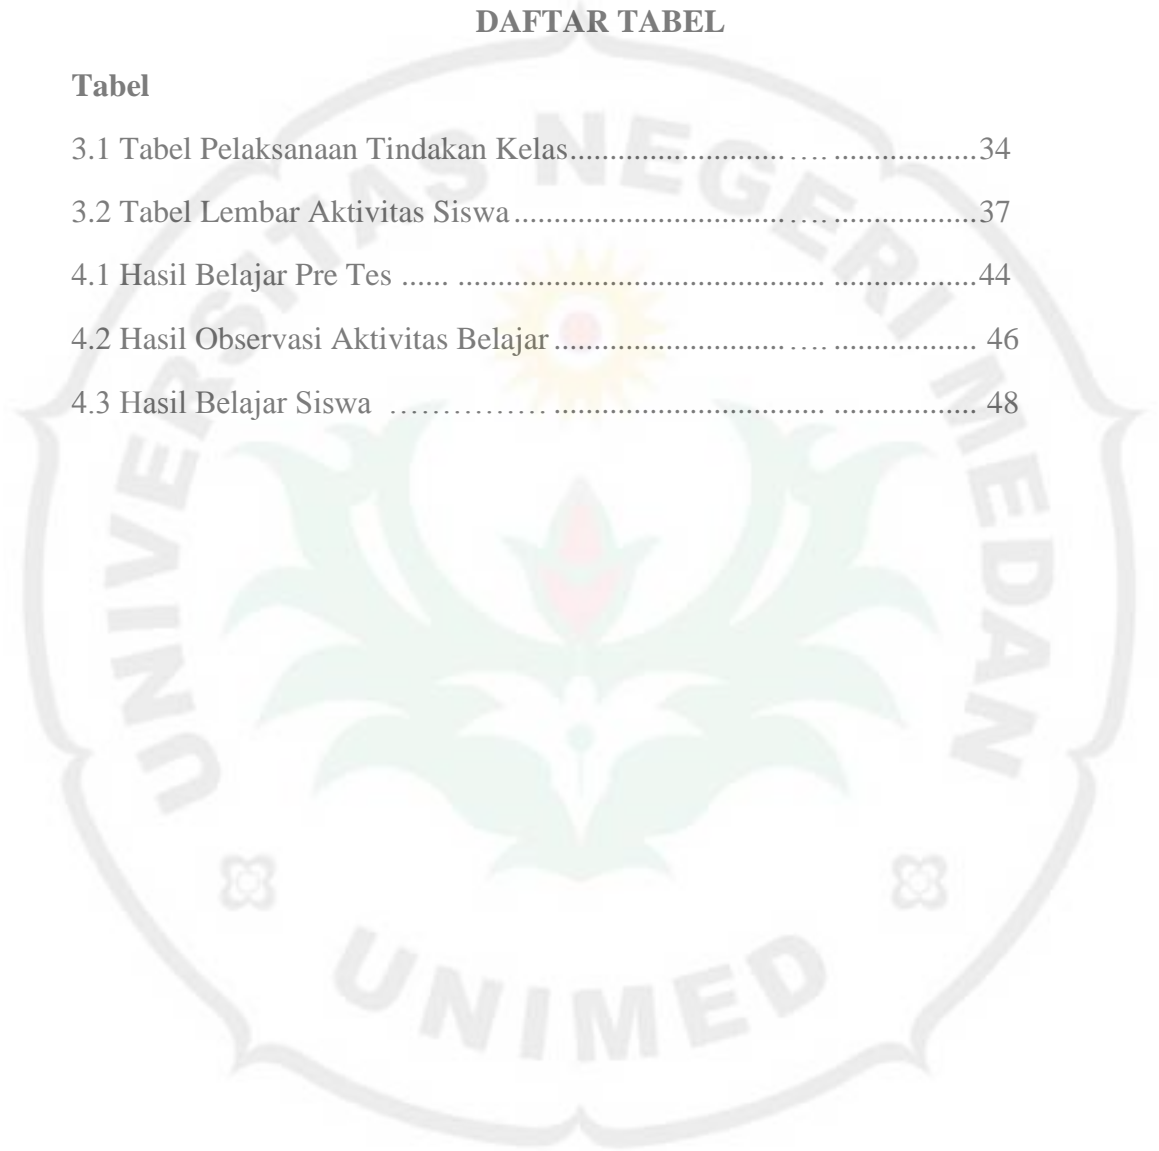 DAFTAR TABEL
Tabel
3.1 Tabel Pelaksanaan Tindakan Kelas........................... .... ..................34
3.2 Tabel Lembar Aktivitas Siswa.................................. .... ..................37
4.1 Hasil Belajar Pre Tes ...... .............................................. ..................44
4.2 Hasil Observasi Aktivitas Belajar............................. .... .................. 46
4.3 Hasil Belajar Siswa ............... .................................. .................. 48
UNIVERSITAS NEGERI MEDAN
UNIMED